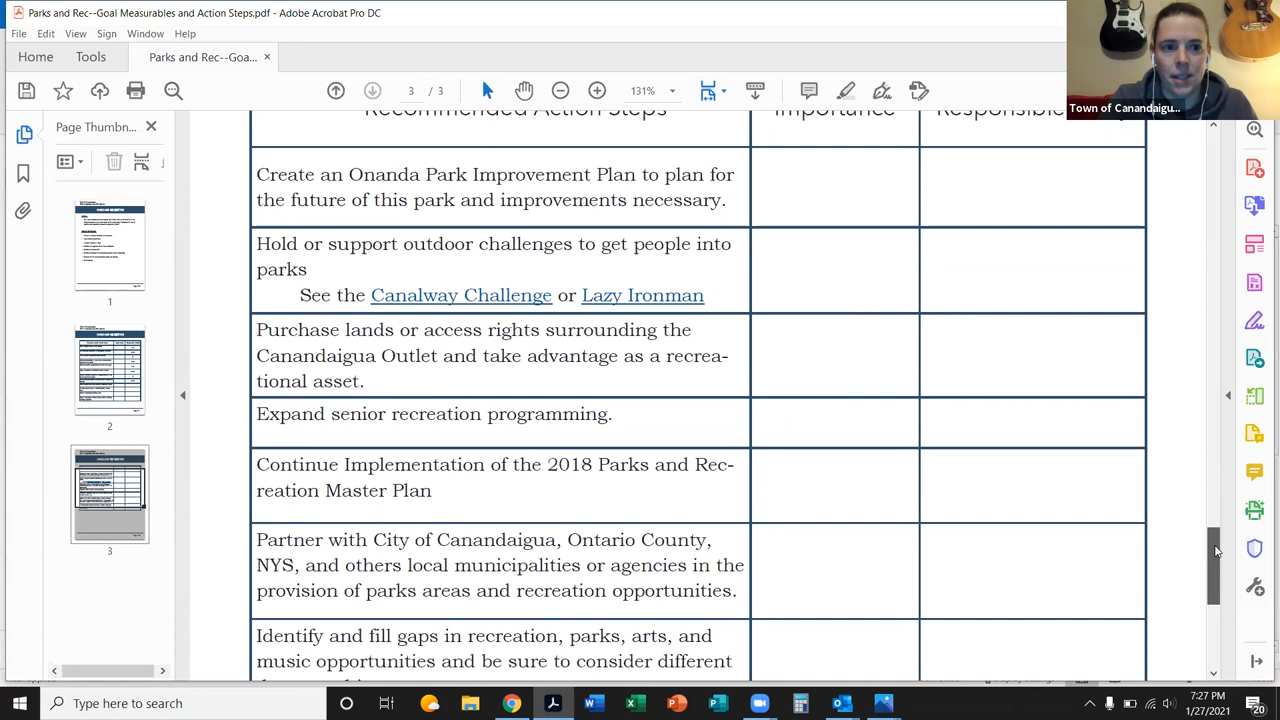 Parks and Rec--Goal Measurables and Action Steps.pdf - Adobe Acrobat Pro DC
File Edit View Sign Window Help
Home Tools Parks and Rec--Goa... ×
3 / 3 131%
Town of Canandaigu...
Page Thumbn...
1
2
3
Action Steps Importance Responsible
Create an Onanda Park Improvement Plan to plan for
the future of this park and improvements necessary.
Hold or support outdoor challenges to get people into
parks
See the Canalway Challenge or Lazy Ironman
Purchase lands or access rights surrounding the
Canandaigua Outlet and take advantage as a recrea-
tional asset.
Expand senior recreation programming.
Continue Implementation of the 2018 Parks and Rec-
reation Master Plan
Partner with City of Canandaigua, Ontario County,
NYS, and others local municipalities or agencies in the
provision of parks areas and recreation opportunities.
Identify and fill gaps in recreation, parks, arts, and
music opportunities and be sure to consider different
Type here to search
7:27 PM
1/27/2021
20